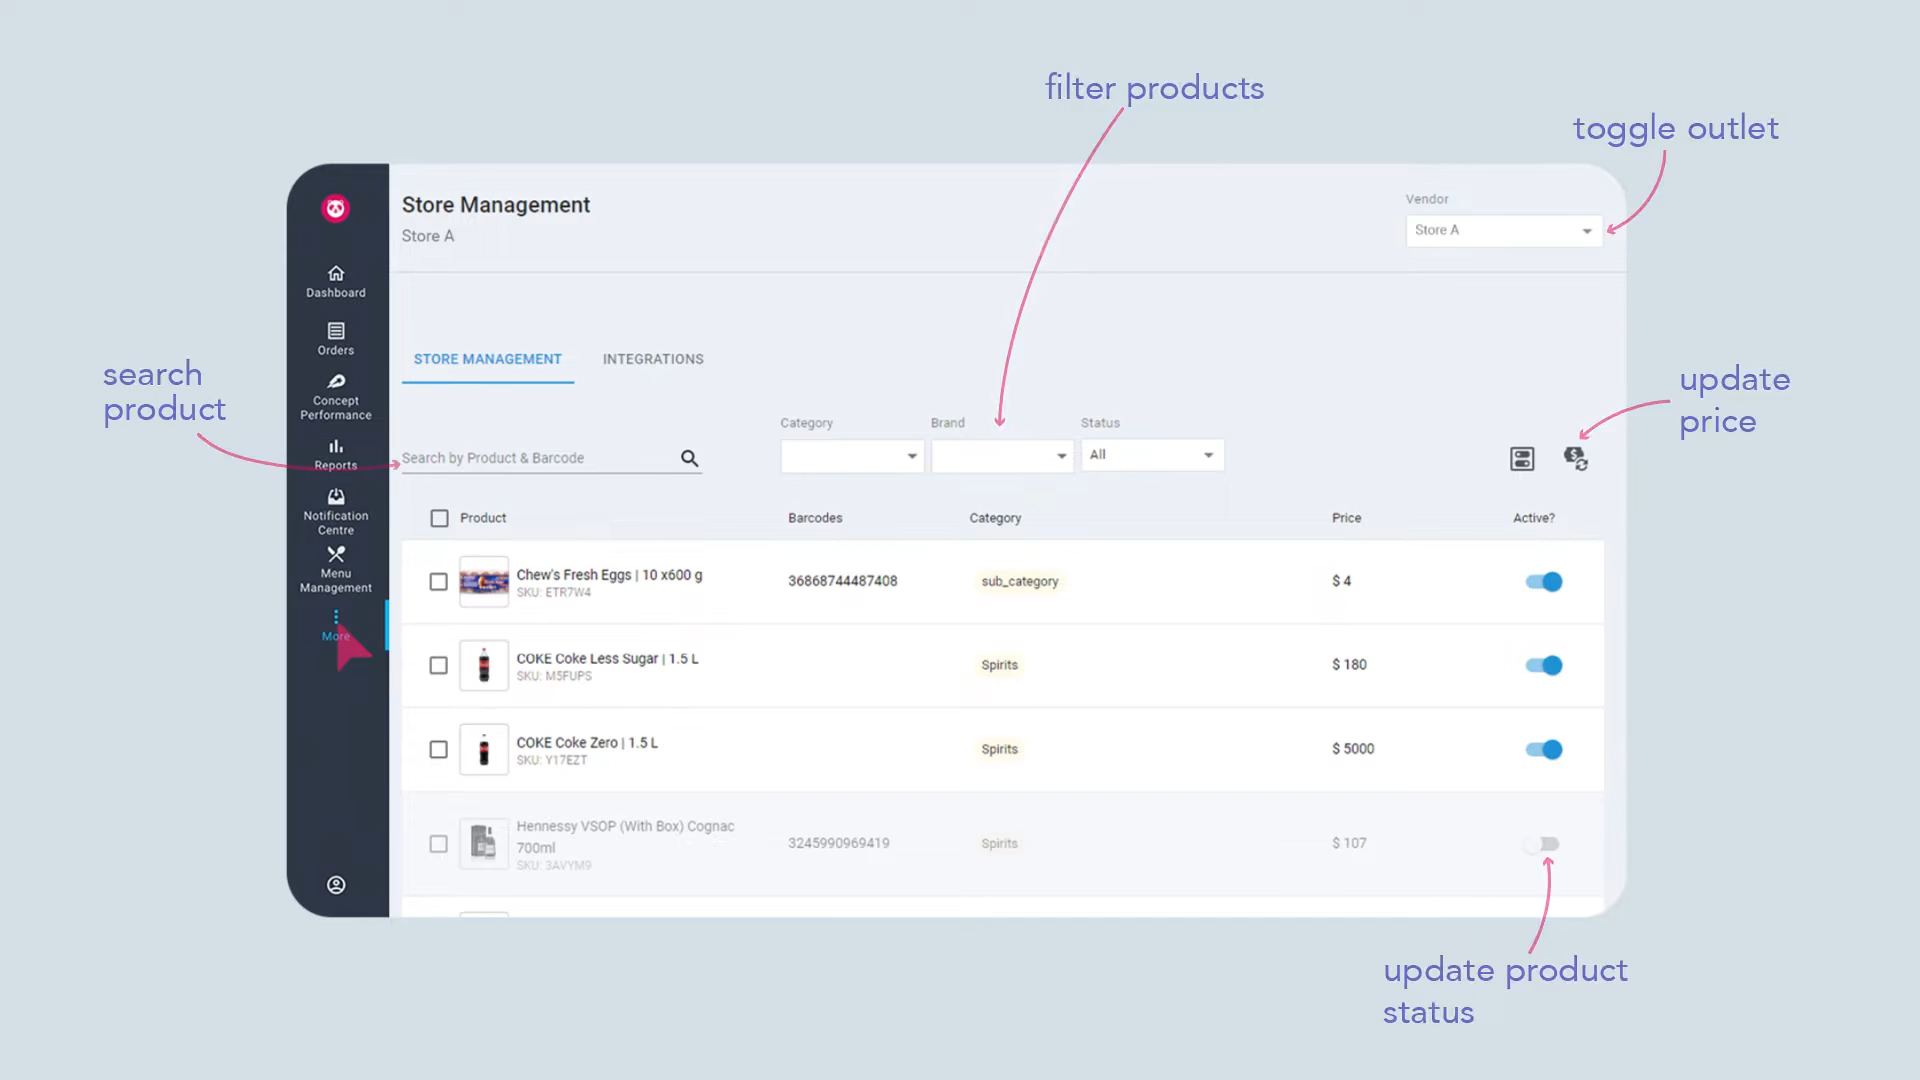 filter products
toggle outlet
Store Management
Store A
Vendor
Store A
Dashboard
Orders
Concept
Performance
Reports
Notification
Centre
Menu
Management
More
search
product
STORE MANAGEMENT
INTEGRATIONS
update
price
Search by Product & Barcode
Category
Brand
Status
All
Product
Barcodes
Category
Price
Active?
Chew's Fresh Eggs | 10 x600 g
SKU: ETR7W4
36868744487408
sub_category
$ 4
COKE Coke Less Sugar | 1.5 L
SKU: M5FUPS
Spirits
$ 180
COKE Coke Zero | 1.5 L
SKU: Y17EZT
Spirits
$ 5000
Hennessy VSOP (With Box) Cognac
700ml
SKU: 3AVYM9
3245990969419
Spirits
$ 107
update product
status